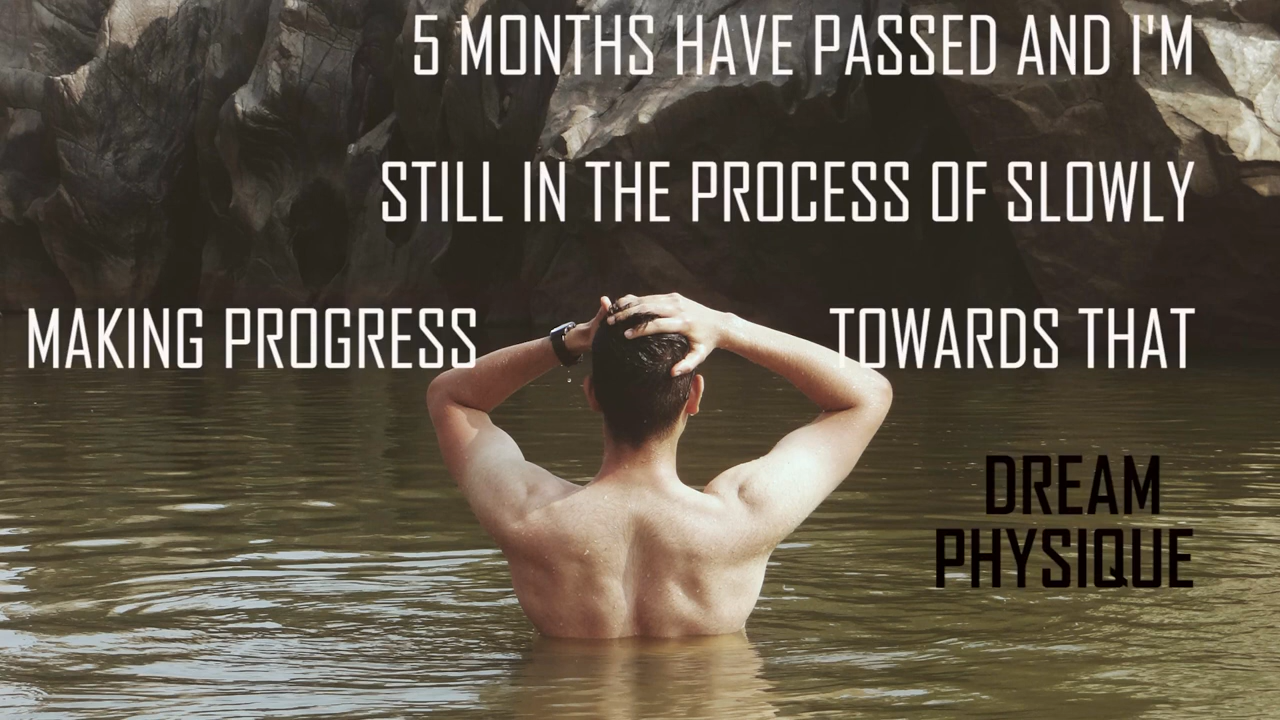 5 MONTHS HAVE PASSED AND I'M
STILL IN THE PROCESS OF SLOWLY
MAKING PROGRESS TOWARDS THAT
DREAM
PHYSIQUE